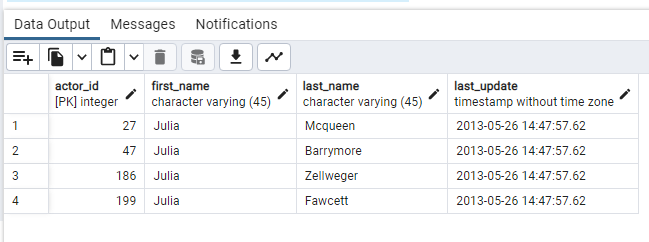 Data Output Messages Notifications
actor_id first_name last_name last_update
[PK] integer character varying (45) character varying (45) timestamp without time zone
1 27 Julia Mcqueen 2013-05-26 14:47:57.62
2 47 Julia Barrymore 2013-05-26 14:47:57.62
3 186 Julia Zellweger 2013-05-26 14:47:57.62
4 199 Julia Fawcett 2013-05-26 14:47:57.62